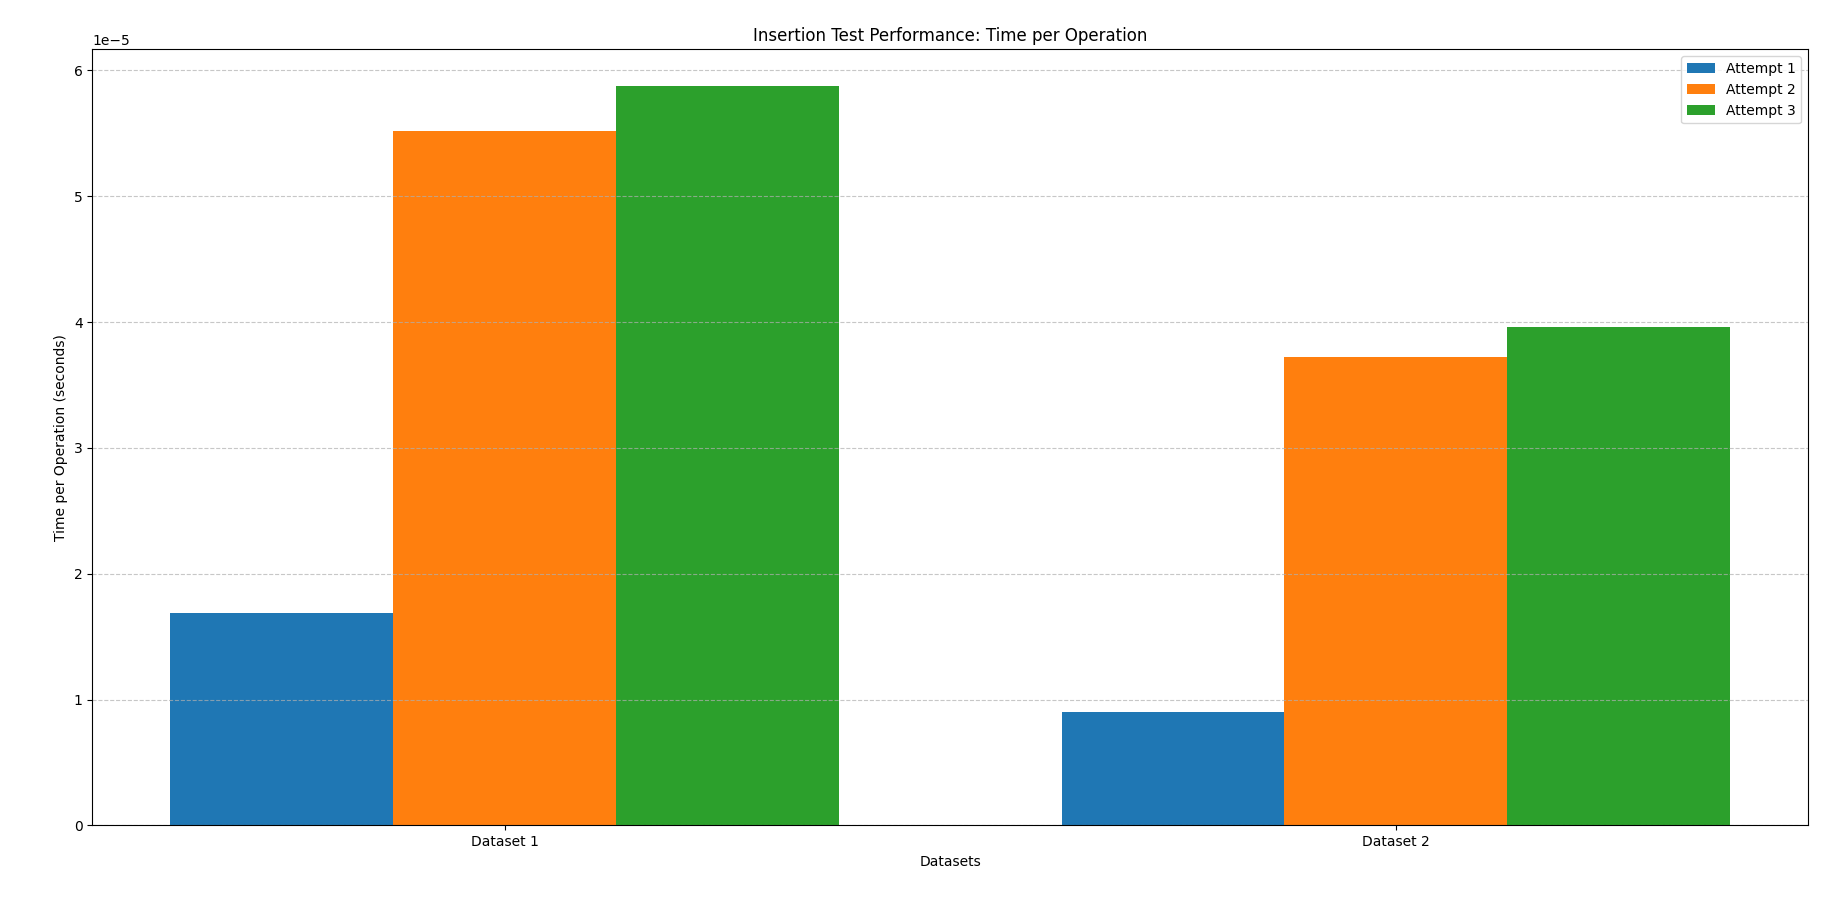 Insertion Test Performance: Time per Operation
1e−5
6
5
4
3
2
1
0
Time per Operation (seconds)
Attempt 1
Attempt 2
Attempt 3
Dataset 1
Dataset 2
Datasets